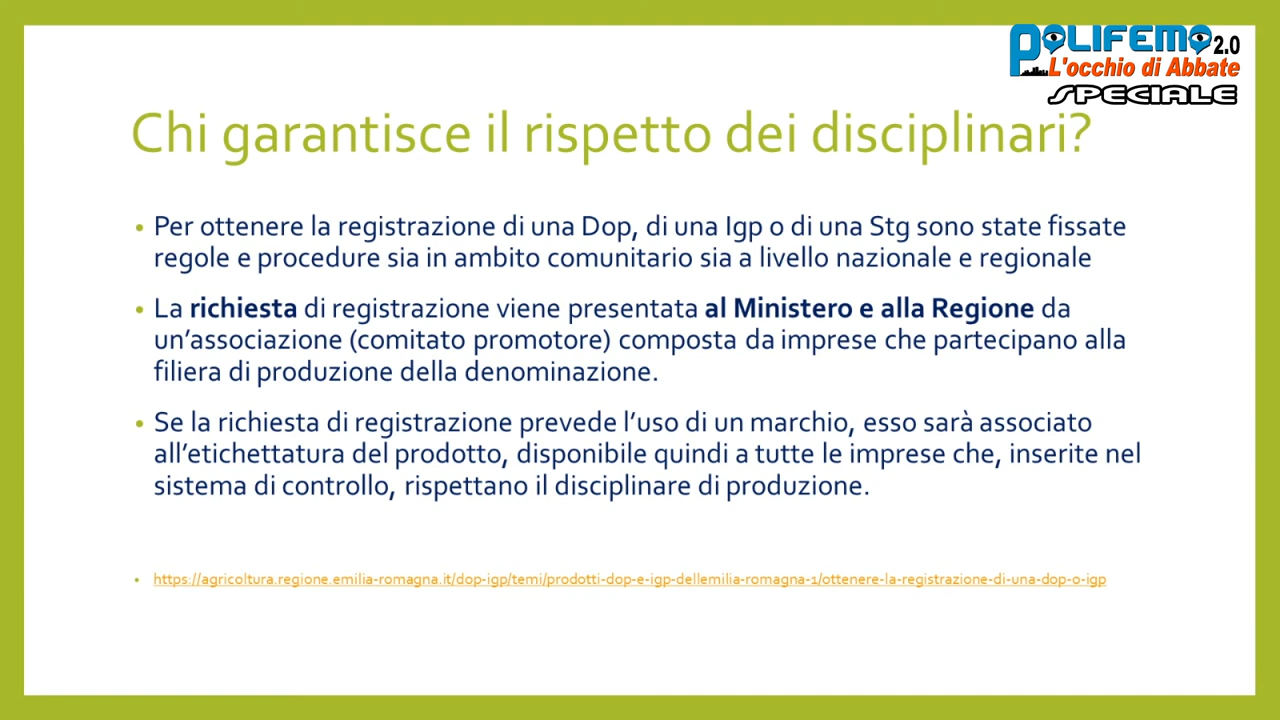 POLIFEMO 2.0
L'occhio di Abbate
SPECIALE
Chi garantisce il rispetto dei disciplinari?
• Per ottenere la registrazione di una Dop, di una Igp o di una Stg sono state fissate
regole e procedure sia in ambito comunitario sia a livello nazionale e regionale
• La richiesta di registrazione viene presentata al Ministero e alla Regione da
un’associazione (comitato promotore) composta da imprese che partecipano alla
filiera di produzione della denominazione.
• Se la richiesta di registrazione prevede l’uso di un marchio, esso sarà associato
all’etichettatura del prodotto, disponibile quindi a tutte le imprese che, inserite nel
sistema di controllo, rispettano il disciplinare di produzione.
• https://agricoltura.regione.emilia-romagna.it/dop-igp/temi/prodotti-dop-e-igp-dellemilia-romagna-1/ottenere-la-registrazione-di-una-dop-o-igp